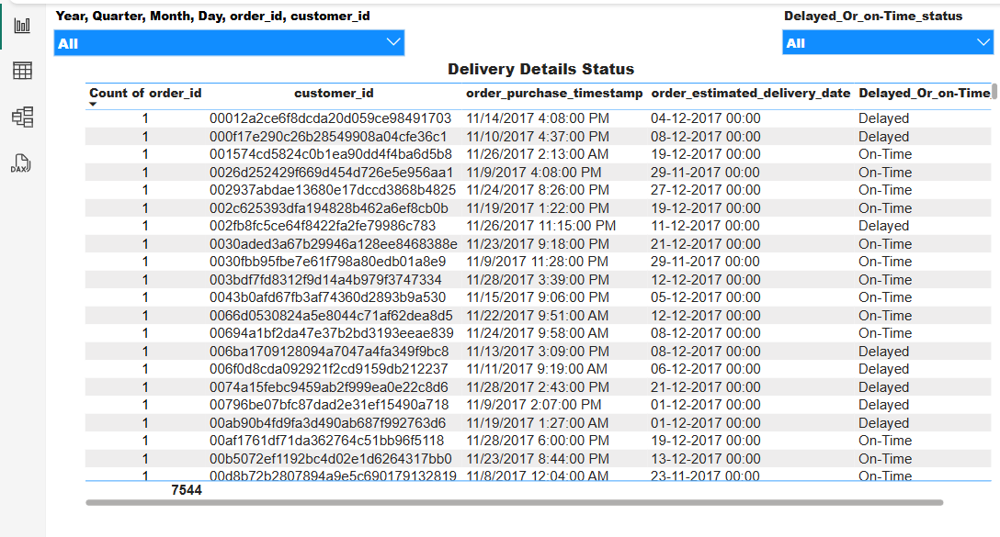 Year, Quarter, Month, Day, order_id, customer_id Delayed_Or_on-Time_status
All All
Delivery Details Status
Count of order_id customer_id order_purchase_timestamp order_estimated_delivery_date Delayed_Or_on-Time_
1 00012a2ce6f8dcda20d059ce98491703 11/14/2017 4:08:00 PM 04-12-2017 00:00 Delayed
1 000f17e290c26b28549908a04cfe36c1 11/10/2017 4:37:00 PM 08-12-2017 00:00 Delayed
1 001574cd5824c0b1ea90dd4f4ba6d5b8 11/26/2017 2:13:00 AM 19-12-2017 00:00 On-Time
1 0026d252429f669d454d726e5e956aa1 11/9/2017 4:08:00 PM 29-11-2017 00:00 On-Time
1 002937abdae13680e17dccd3868b4825 11/24/2017 8:26:00 PM 27-12-2017 00:00 On-Time
1 002c625393dfa194828b462a6ef8cb0b 11/19/2017 1:22:00 PM 19-12-2017 00:00 On-Time
1 002fb8fc5ce64f8422fa2fe79986c783 11/26/2017 11:15:00 PM 11-12-2017 00:00 Delayed
1 0030aded3a67b29946a128ee8468388e 11/23/2017 9:18:00 PM 21-12-2017 00:00 On-Time
1 0030fbb95fbe7e61f798a80edb01a8e9 11/9/2017 11:28:00 PM 29-11-2017 00:00 On-Time
1 003bdf7fd8312f9d14a4b979f3747334 11/28/2017 3:39:00 PM 12-12-2017 00:00 On-Time
1 0043b0afd67fb3af74360d2893b9a530 11/15/2017 9:06:00 PM 05-12-2017 00:00 On-Time
1 0066d0530824a5e8044c71af62dea8d5 11/22/2017 9:51:00 AM 12-12-2017 00:00 On-Time
1 00694a1bf2da47e37b2bd3193eeae839 11/24/2017 9:58:00 AM 08-12-2017 00:00 On-Time
1 006ba1709128094a7047a4fa349f9bc8 11/13/2017 3:09:00 PM 08-12-2017 00:00 Delayed
1 006f0d8cda092921f2cd9159db212237 11/11/2017 9:19:00 AM 06-12-2017 00:00 Delayed
1 0074a15febc9459ab2f999ea0e22c8d6 11/28/2017 2:43:00 PM 21-12-2017 00:00 Delayed
1 00796be07bfc87dad2e31ef15490a718 11/9/2017 2:07:00 PM 01-12-2017 00:00 Delayed
1 00ab90b4fd9fa3d490ab687f992763d6 11/19/2017 1:27:00 AM 01-12-2017 00:00 Delayed
1 00af1761df71da362764c51bb96f5118 11/28/2017 6:00:00 PM 19-12-2017 00:00 On-Time
1 00b5072ef1192bc4d02e1d6264317bb0 11/23/2017 8:44:00 PM 13-12-2017 00:00 On-Time
1 00d8b72b2807894a9e5c690179132819 11/8/2017 12:04:00 AM 23-11-2017 00:00 On-Time
7544
DAX